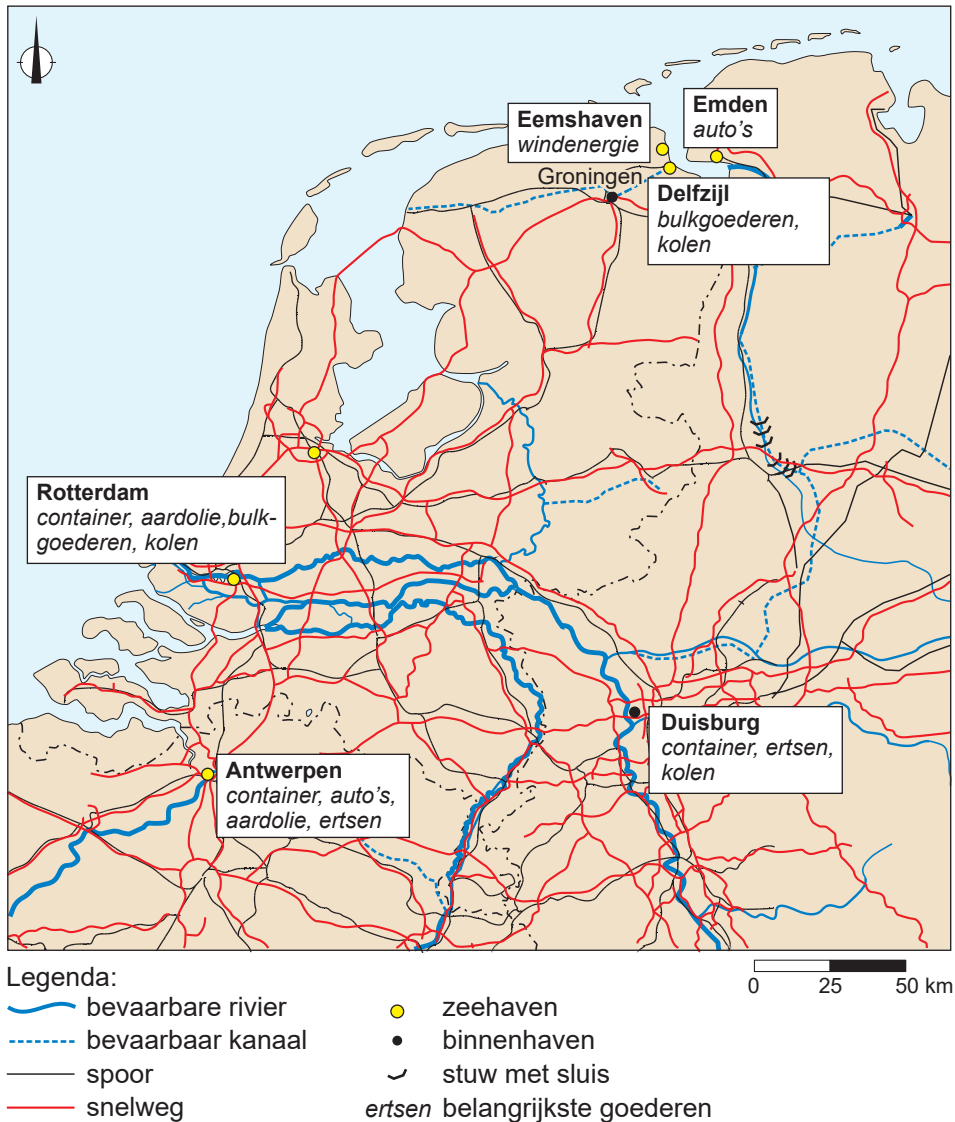 Eemshaven
windenergie
Emden
auto's
Groningen
Delfzijl
bulkgoederen,
kolen
Rotterdam
container, aardolie,bulk-
goederen, kolen
Duisburg
container, ertsen,
kolen
Antwerpen
container, auto's,
aardolie, ertsen
Legenda:
0 25 50 km
bevaarbare rivier
bevaarbaar kanaal
spoor
snelweg
zeehaven
binnenhaven
stuw met sluis
ertsen belangrijkste goederen